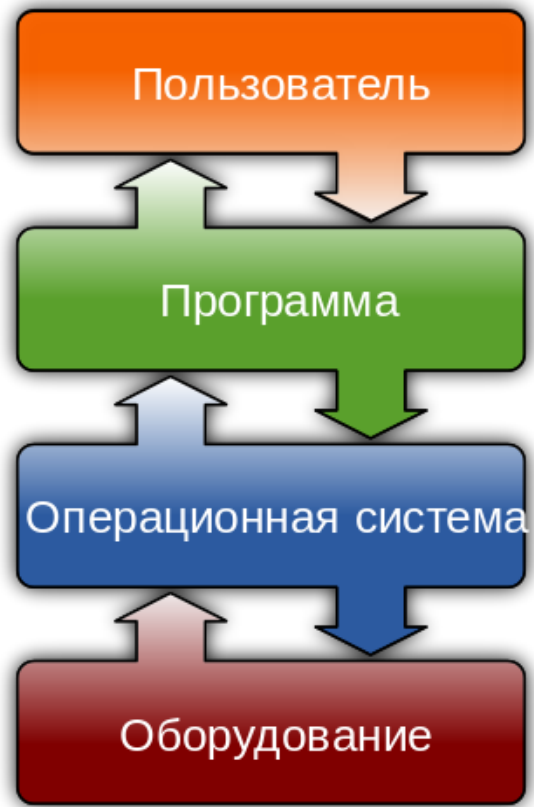 Пользователь
Программа
Операционная система
Оборудование